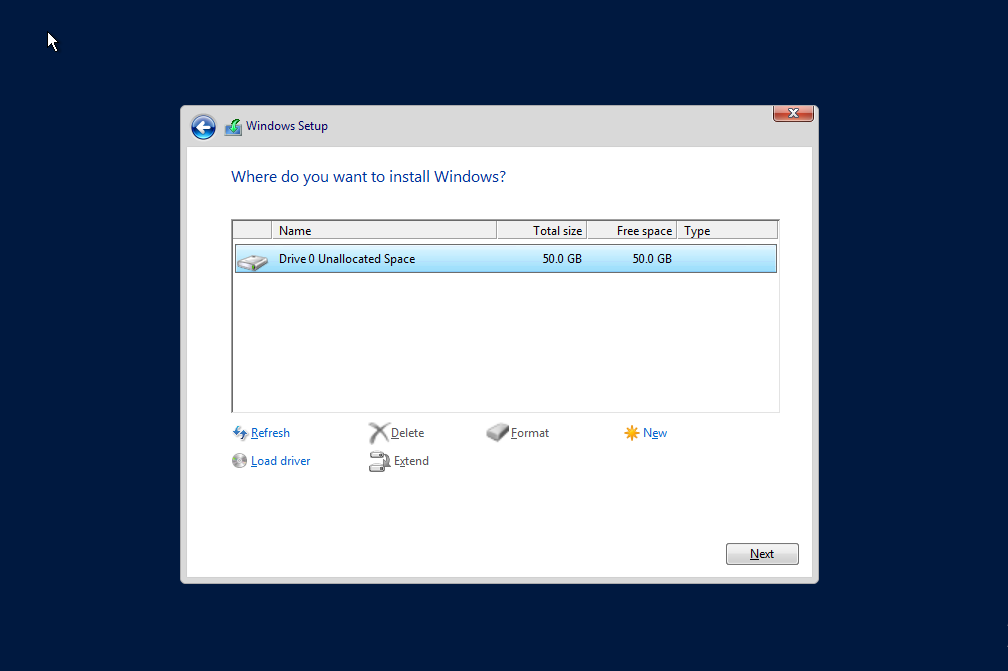 Windows Setup
Where do you want to install Windows?
Name Total size Free space Type
Drive 0 Unallocated Space 50.0 GB 50.0 GB
Refresh Delete Format New
Load driver Extend
Next